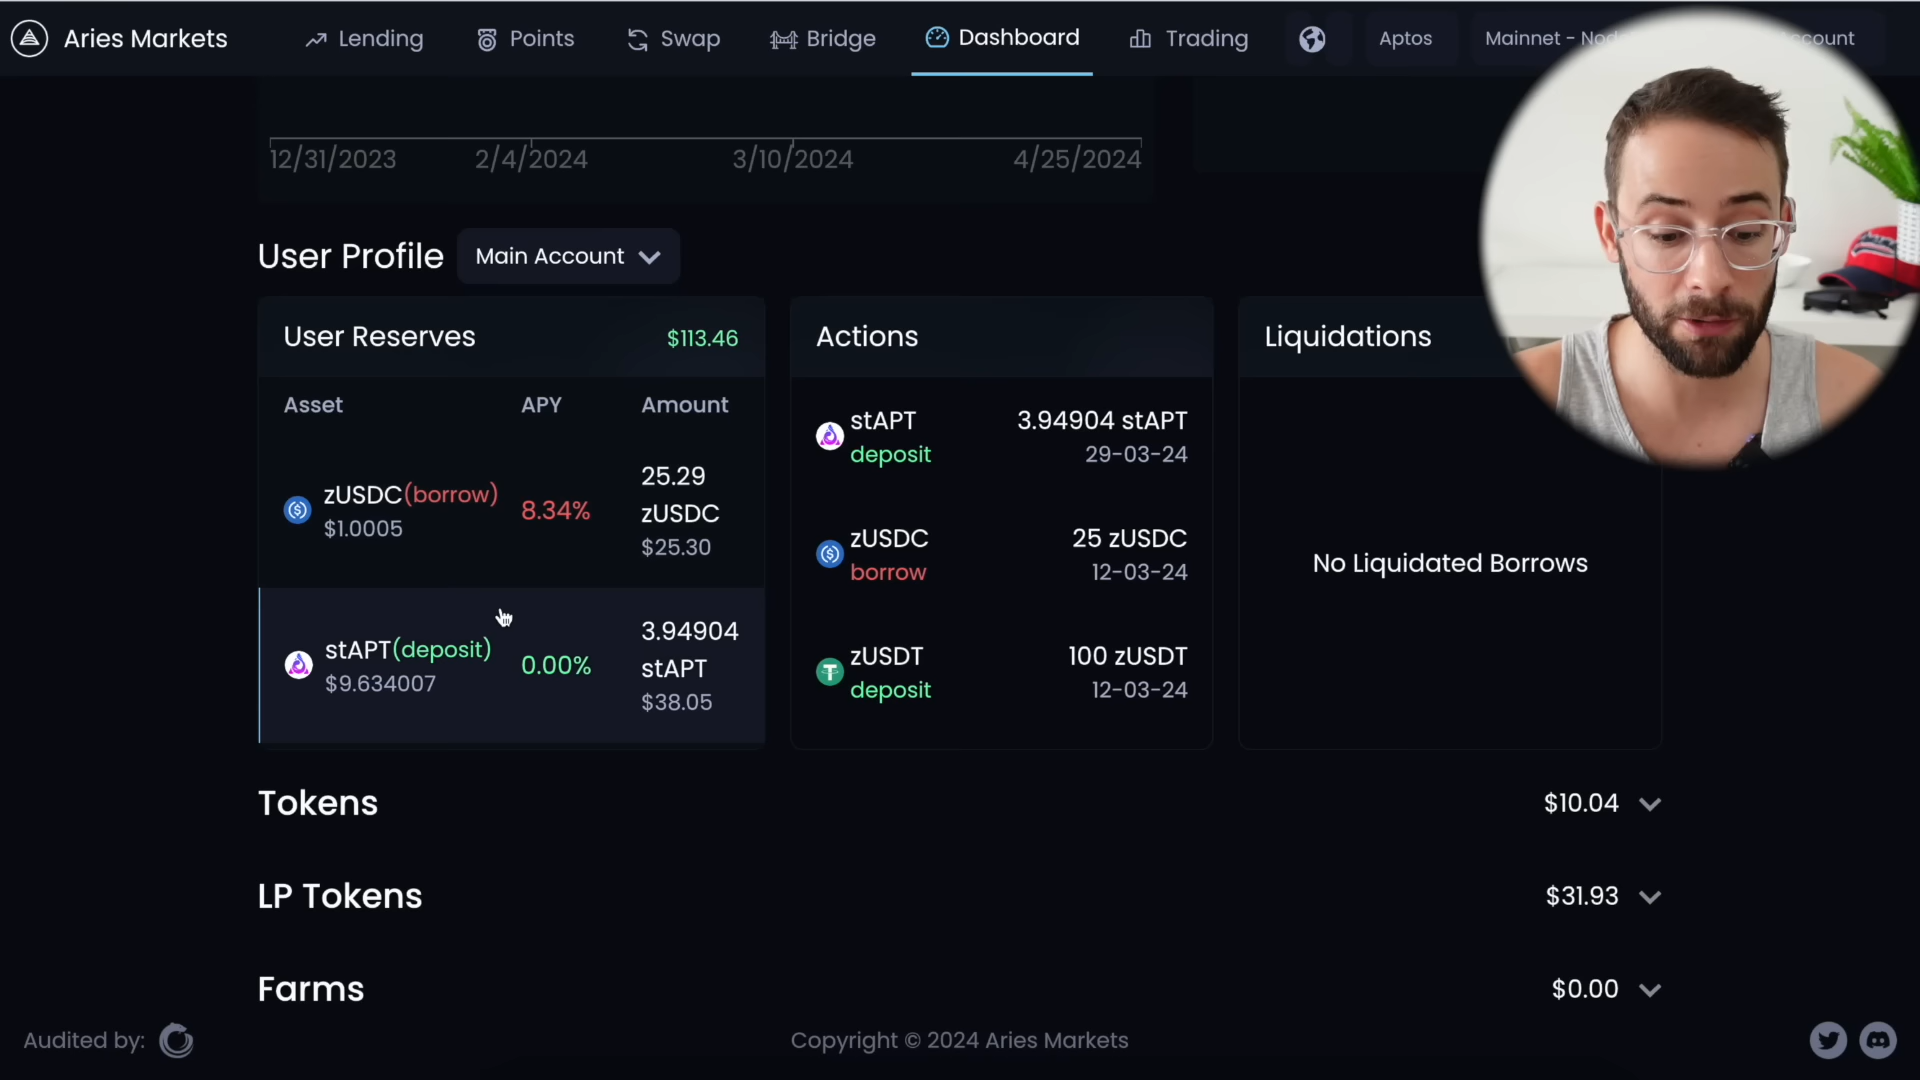 Aries Markets
Lending
Points
Swap
Bridge
Dashboard
Trading
Aptos
Mainnet -
12/31/2023
2/4/2024
3/10/2024
4/25/2024
User Profile
Main Account
User Reserves
$113.46
Asset
APY
Amount
zUSDC(borrow)
$1.0005
8.34%
25.29
zUSDC
$25.30
stAPT(deposit)
$9.634007
0.00%
3.94904
stAPT
$38.05
Actions
stAPT
deposit
3.94904 stAPT
29-03-24
zUSDC
borrow
25 zUSDC
12-03-24
zUSDT
deposit
100 zUSDT
12-03-24
Liquidations
No Liquidated Borrows
Tokens
$10.04
LP Tokens
$31.93
Farms
$0.00
Audited by:
Copyright © 2024 Aries Markets